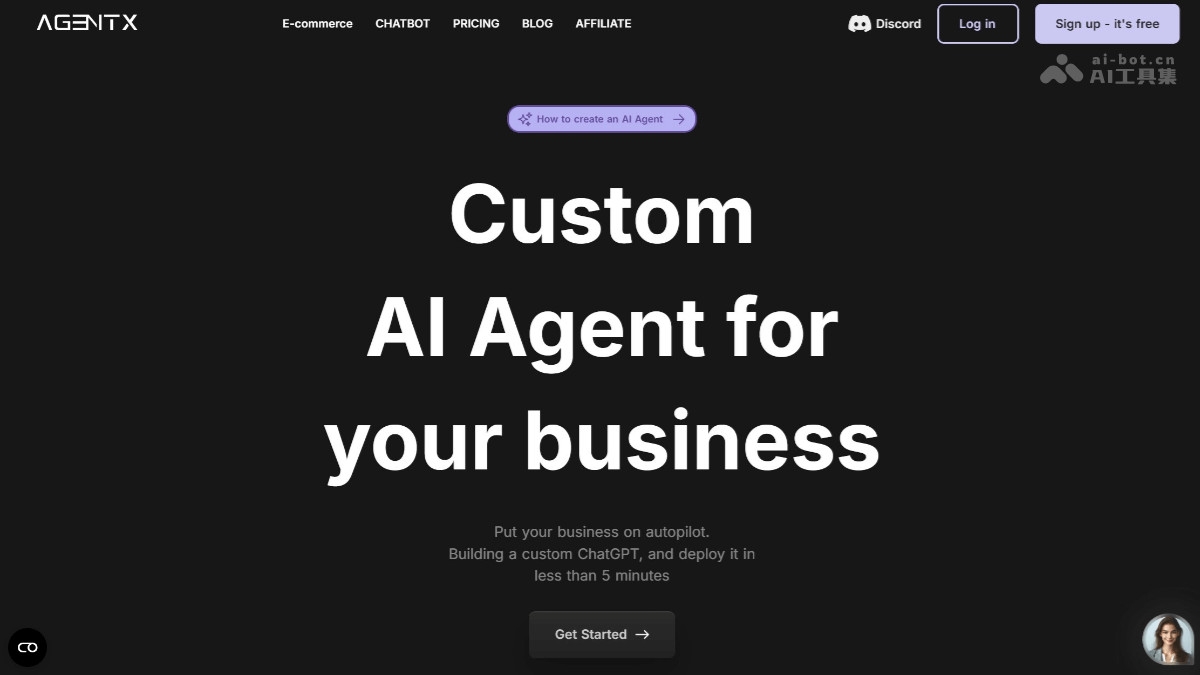 AGENTX
E-commerce CHATBOT PRICING BLOG AFFILIATE
Discord
Log in
Sign up - it's free
ai-bot.cn
AI工具集
How to create an AI Agent
Custom
AI Agent for
your business
Put your business on autopilot.
Building a custom ChatGPT, and deploy it in
less than 5 minutes
Get Started